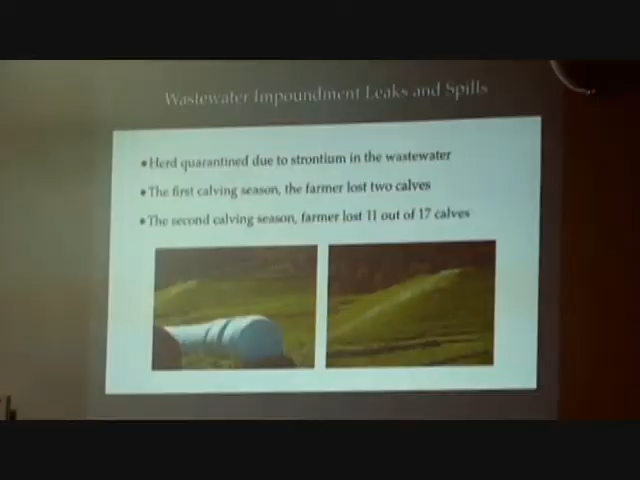 Wastewater Impoundment Leaks and Spills
• Herd quarantined due to strontium in the wastewater
• The first calving season, the farmer lost two calves
• The second calving season, farmer lost 11 out of 17 calves